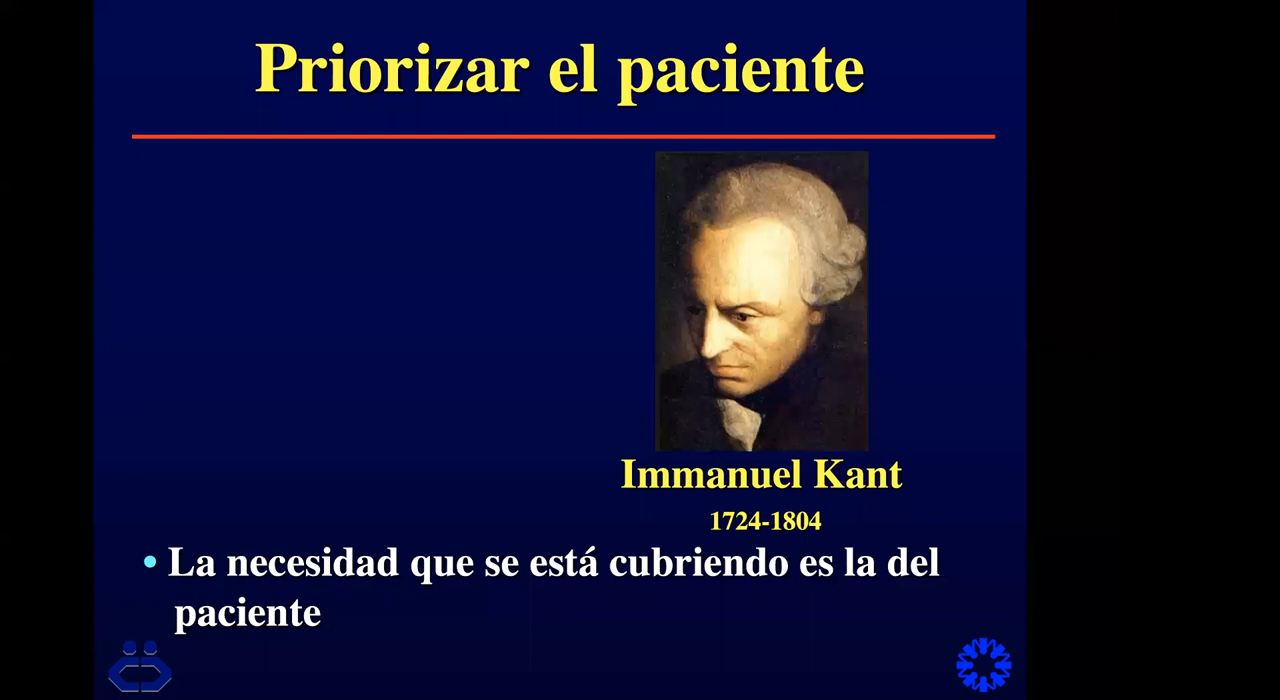 Priorizar el paciente
Immanuel Kant
1724-1804
• La necesidad que se está cubriendo es la del
paciente